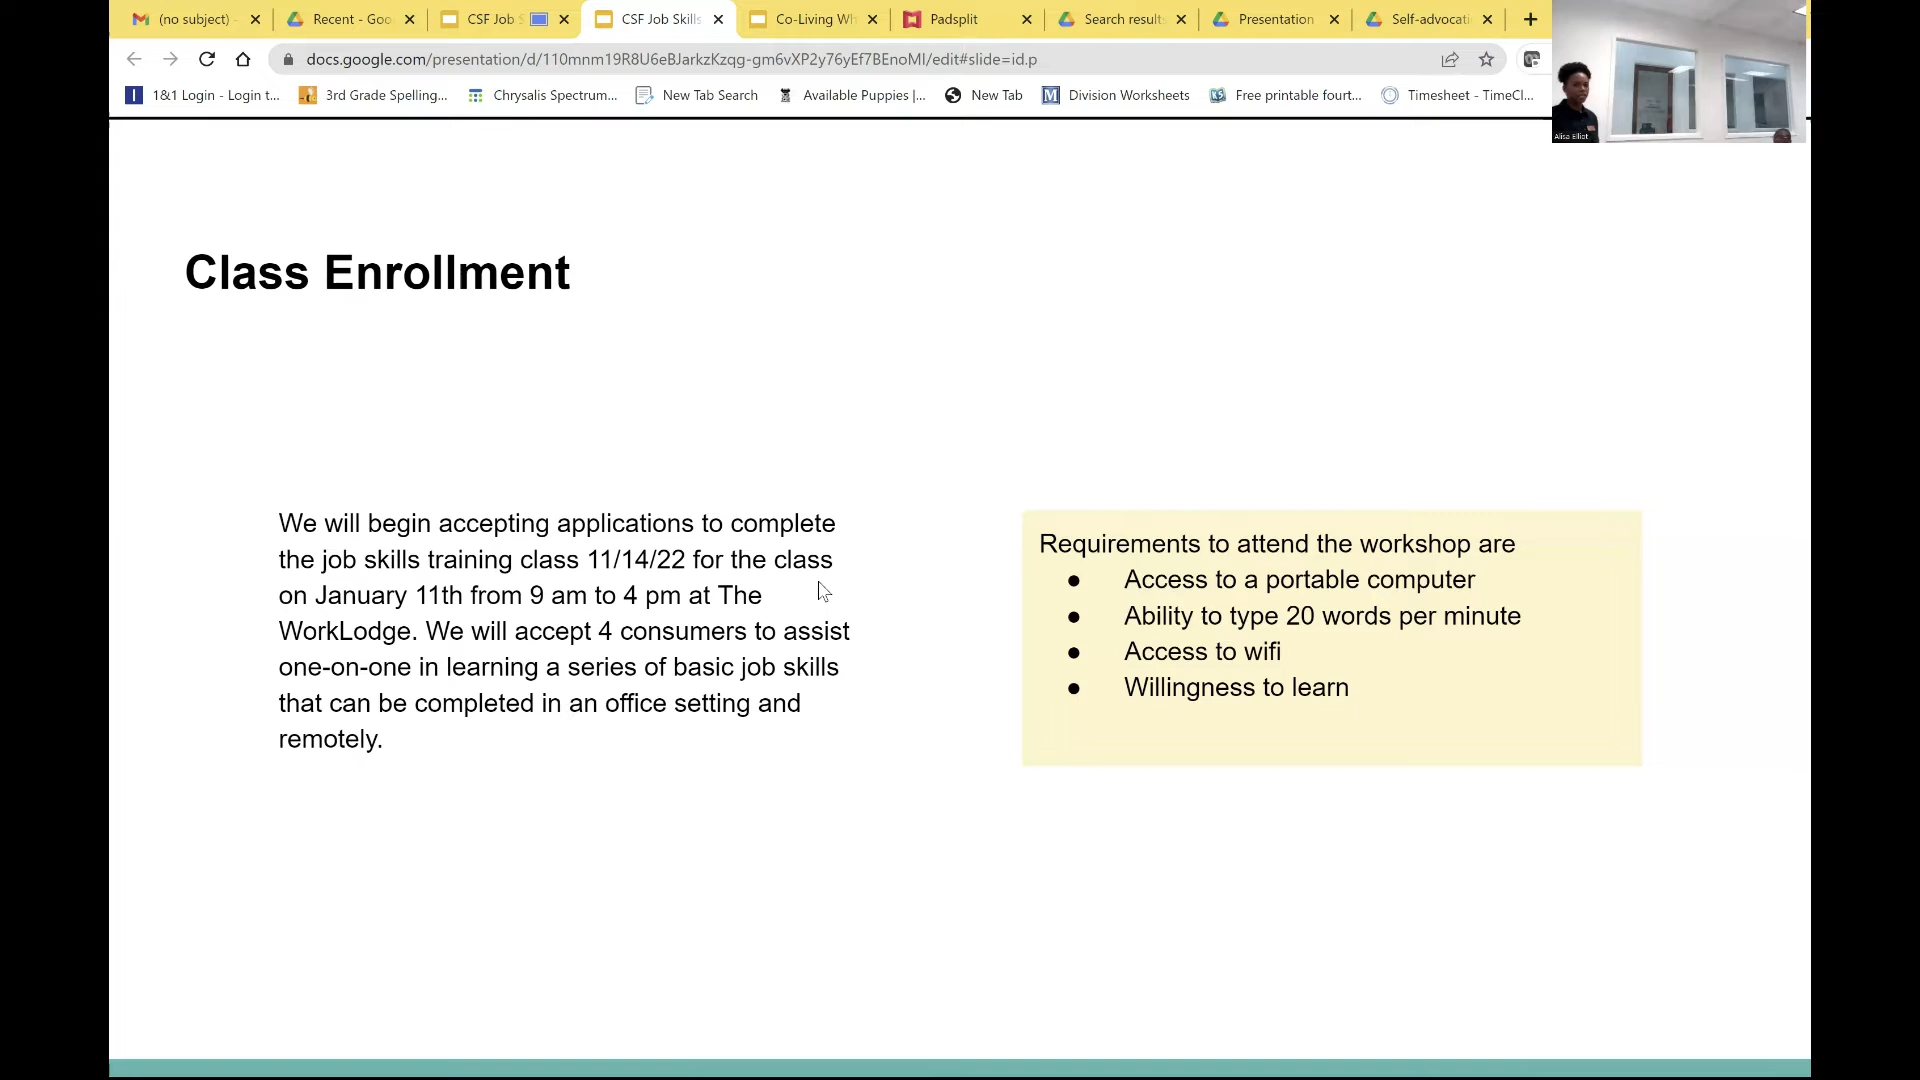 (no subject) -
Recent - Goo
CSF Job S
CSF Job Skills
Co-Living Wh
Padsplit
Search results
Presentation
Self-advocati
docs.google.com/presentation/d/110mnm19R8U6eBJarkzKzqg-gm6vXP2y76yEf7BEnoMI/edit#slide=id.p
1&1 Login - Login t...
3rd Grade Spelling...
Chrysalis Spectrum...
New Tab Search
Available Puppies |...
New Tab
Division Worksheets
Free printable fourt...
Timesheet - TimeCl...
Alisa Elliot
Class Enrollment
We will begin accepting applications to complete
the job skills training class 11/14/22 for the class
on January 11th from 9 am to 4 pm at The
WorkLodge. We will accept 4 consumers to assist
one-on-one in learning a series of basic job skills
that can be completed in an office setting and
remotely.
Requirements to attend the workshop are
● Access to a portable computer
● Ability to type 20 words per minute
● Access to wifi
● Willingness to learn